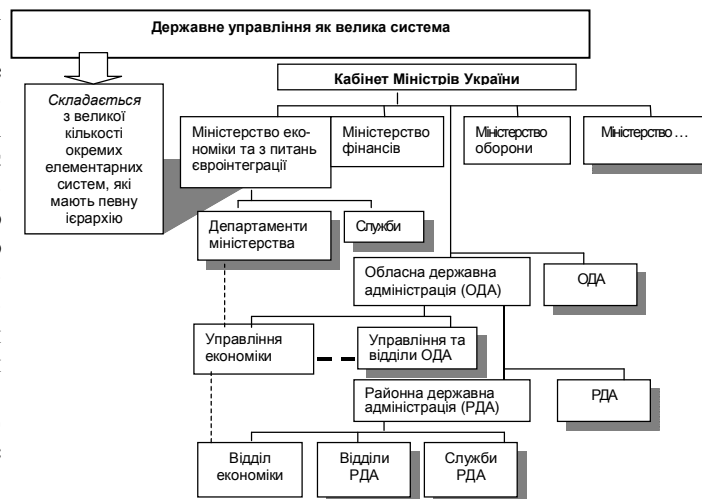 Державне управління як велика система
Кабінет Міністрів України
Складається
з великої
кількості
окремих
елементарних
систем, які
мають певну
ієрархію
Міністерство еко-
номіки та з питань
євроінтеграції
Міністерство
фінансів
Міністерство
оборони
Міністерство ...
Департаменти
міністерства
Служби
Обласна державна
адміністрація (ОДА)
ОДА
Управління
економіки
Управління та
відділи ОДА
Районна державна
адміністрація (РДА)
РДА
Відділ
економіки
Відділи
РДА
Служби
РДА